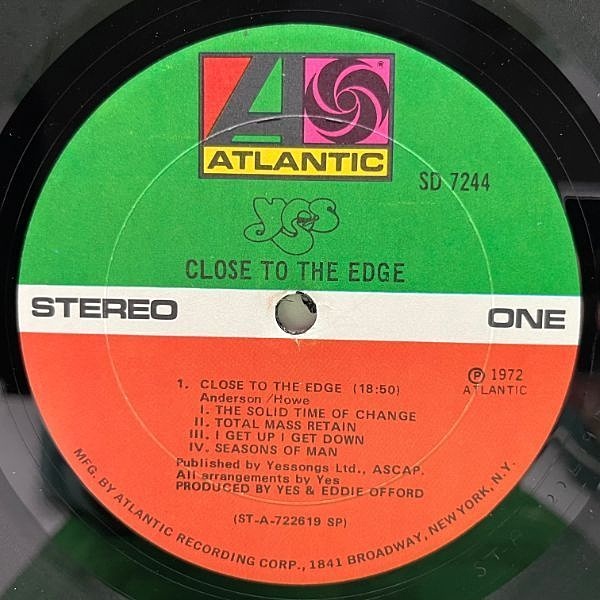 ATLANTIC
®
SD 7244
yes
CLOSE TO THE EDGE
STEREO
ONE
℗ 1972
ATLANTIC
1. CLOSE TO THE EDGE (18:50)
Anderson/Howe
I. THE SOLID TIME OF CHANGE
II. TOTAL MASS RETAIN
III. I GET UP I GET DOWN
IV. SEASONS OF MAN
Published by Yessongs Ltd., ASCAP.
All arrangements by Yes
PRODUCED BY YES & EDDIE OFFORD
(ST-A-722619 SP)
MFG. BY ATLANTIC RECORDING CORP., 1841 BROADWAY, NEW YORK, N.Y.